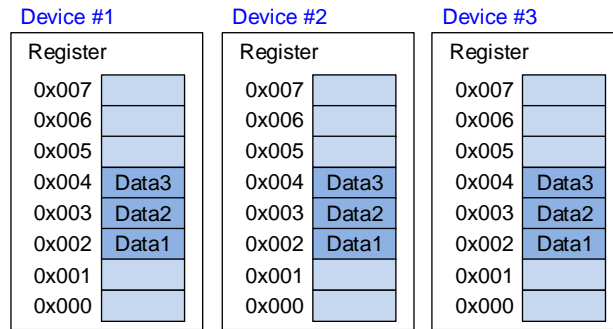 Device #1
Register
0x007
0x006
0x005
0x004 Data3
0x003 Data2
0x002 Data1
0x001
0x000
Device #2
Register
0x007
0x006
0x005
0x004 Data3
0x003 Data2
0x002 Data1
0x001
0x000
Device #3
Register
0x007
0x006
0x005
0x004 Data3
0x003 Data2
0x002 Data1
0x001
0x000